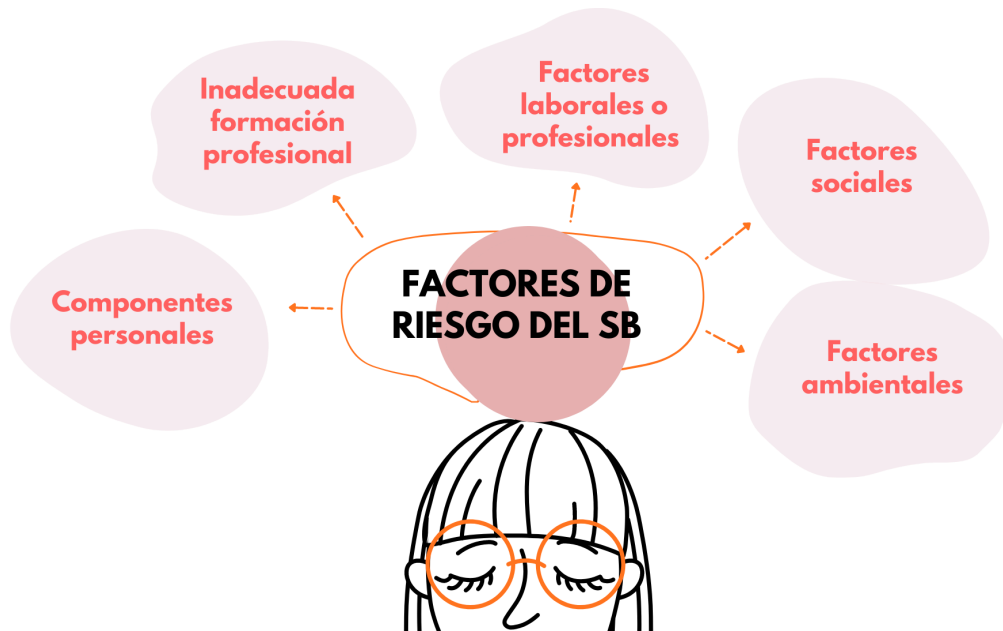 Inadecuada
formación
profesional
Factores
laborales o
profesionales
Factores
sociales
Componentes
personales
FACTORES DE
RIESGO DEL SB
Factores
ambientales